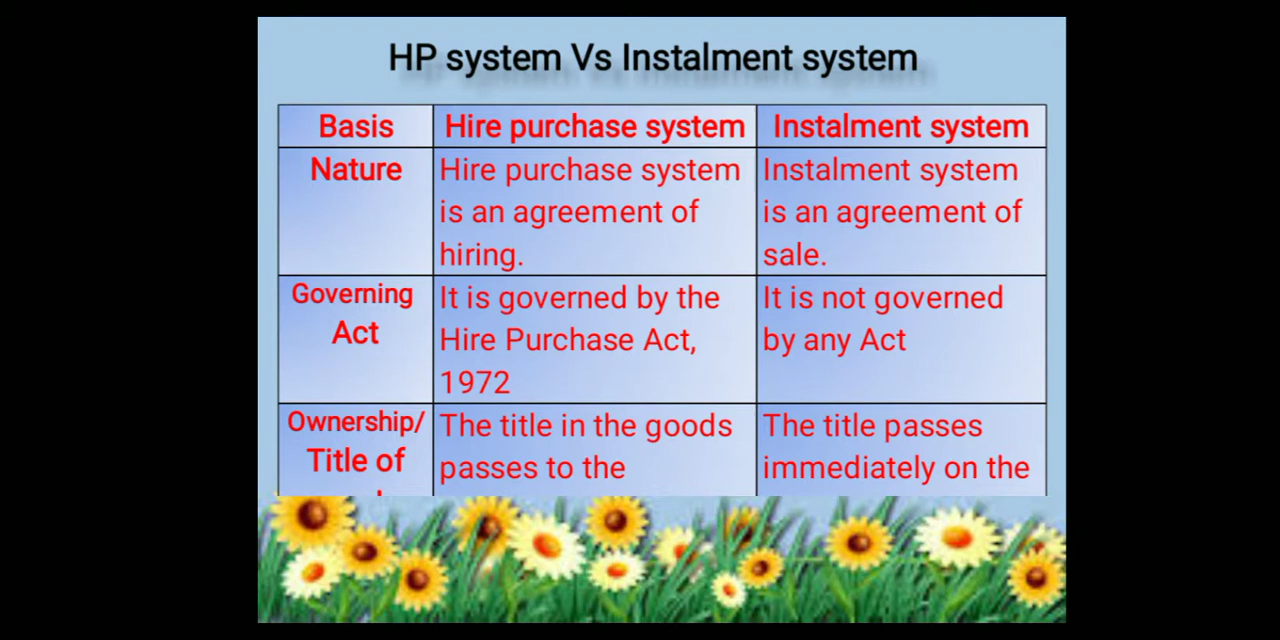 HP system Vs Instalment system
Basis
Hire purchase system
Instalment system
Nature
Hire purchase system
is an agreement of
hiring.
Instalment system
is an agreement of
sale.
Governing
Act
It is governed by the
Hire Purchase Act,
1972
It is not governed
by any Act
Ownership/
Title of
The title in the goods
passes to the
The title passes
immediately on the